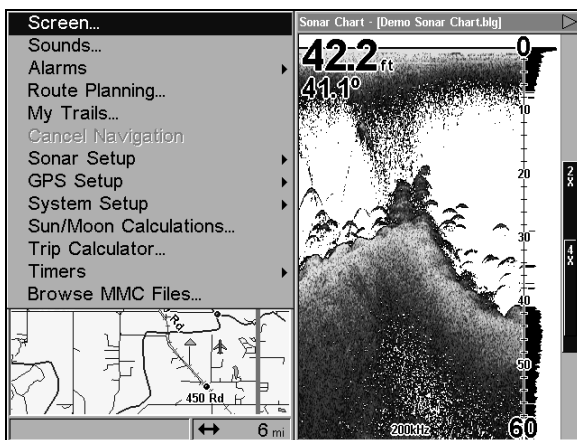 Screen...
Sounds...
Alarms
Route Planning...
My Trails...
Cancel Navigation
Sonar Setup
GPS Setup
System Setup
Sun/Moon Calculations...
Trip Calculator...
Timers
Browse MMC Files...
Rd
450 Rd
6 mi
Sonar Chart - [Demo Sonar Chart.blg]
42.2 ft
41.1°
0
10
20
30
40
50
60
200kHz
2X
4X